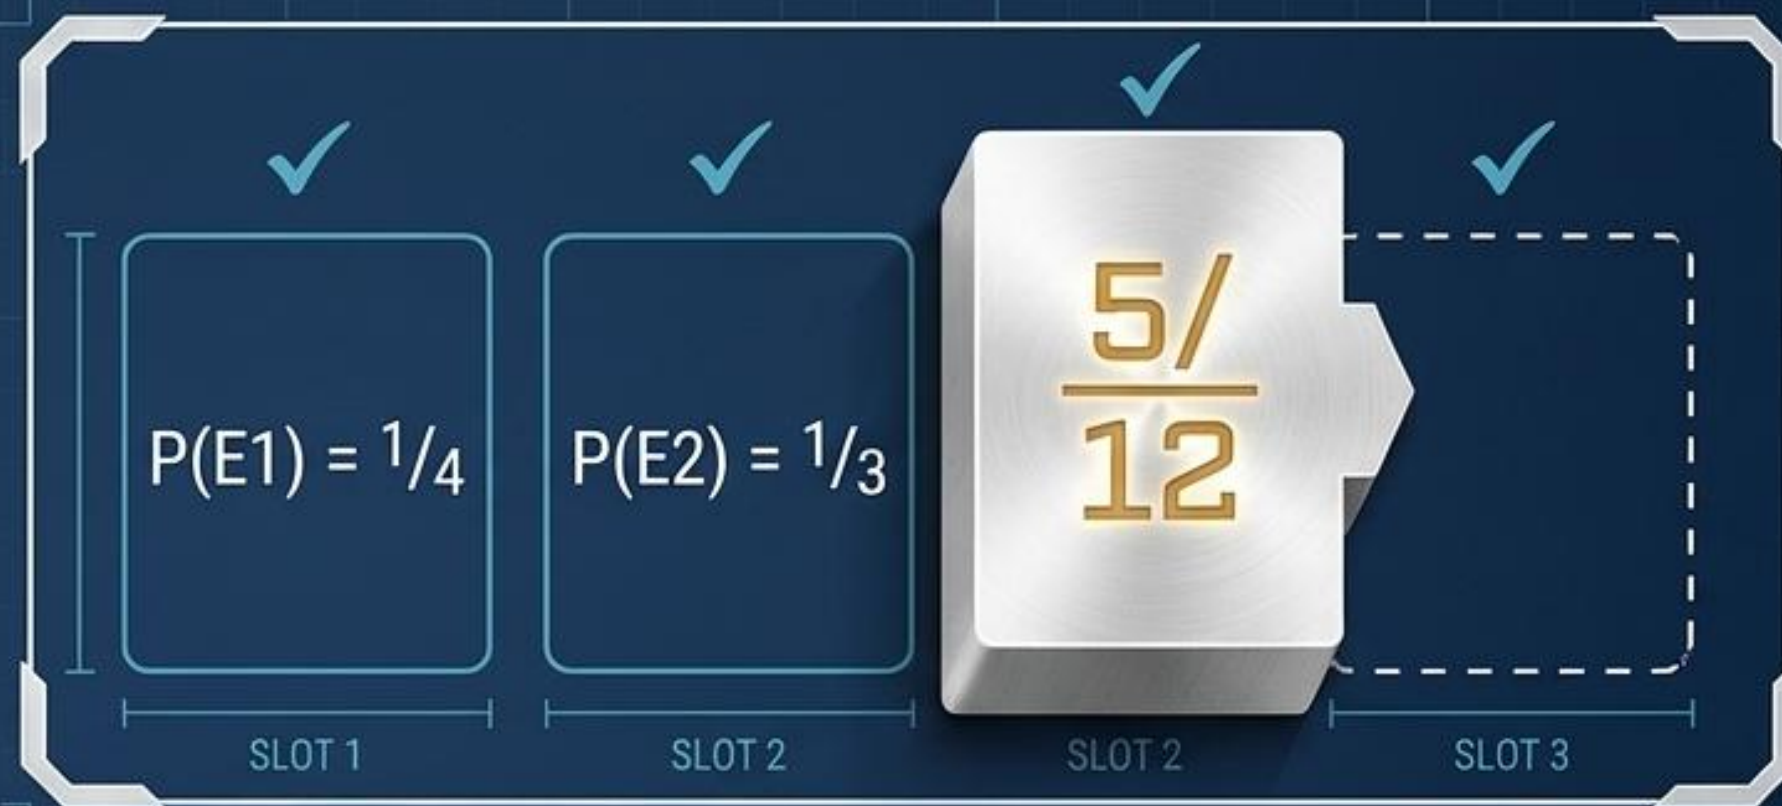 P(E1) = 1/4
P(E2) = 1/3
5/
12
SLOT 1
SLOT 2
SLOT 2
SLOT 3